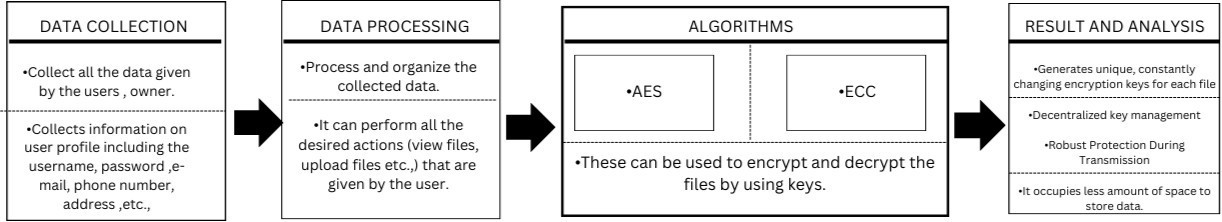 DATA COLLECTION
•Collect all the data given
by the users , owner.
•Collects information on
user profile including the
username, password ,e-
mail, phone number,
address ,etc.,
DATA PROCESSING
•Process and organize the
collected data.
•It can perform all the
desired actions (view files,
upload files etc.,) that are
given by the user.
ALGORITHMS
•AES
•ECC
•These can be used to encrypt and decrypt the
files by using keys.
RESULT AND ANALYSIS
•Generates unique, constantly
changing encryption keys for each file
•Decentralized key management
•Robust Protection During
Transmission
•It occupies less amount of space to
store data.